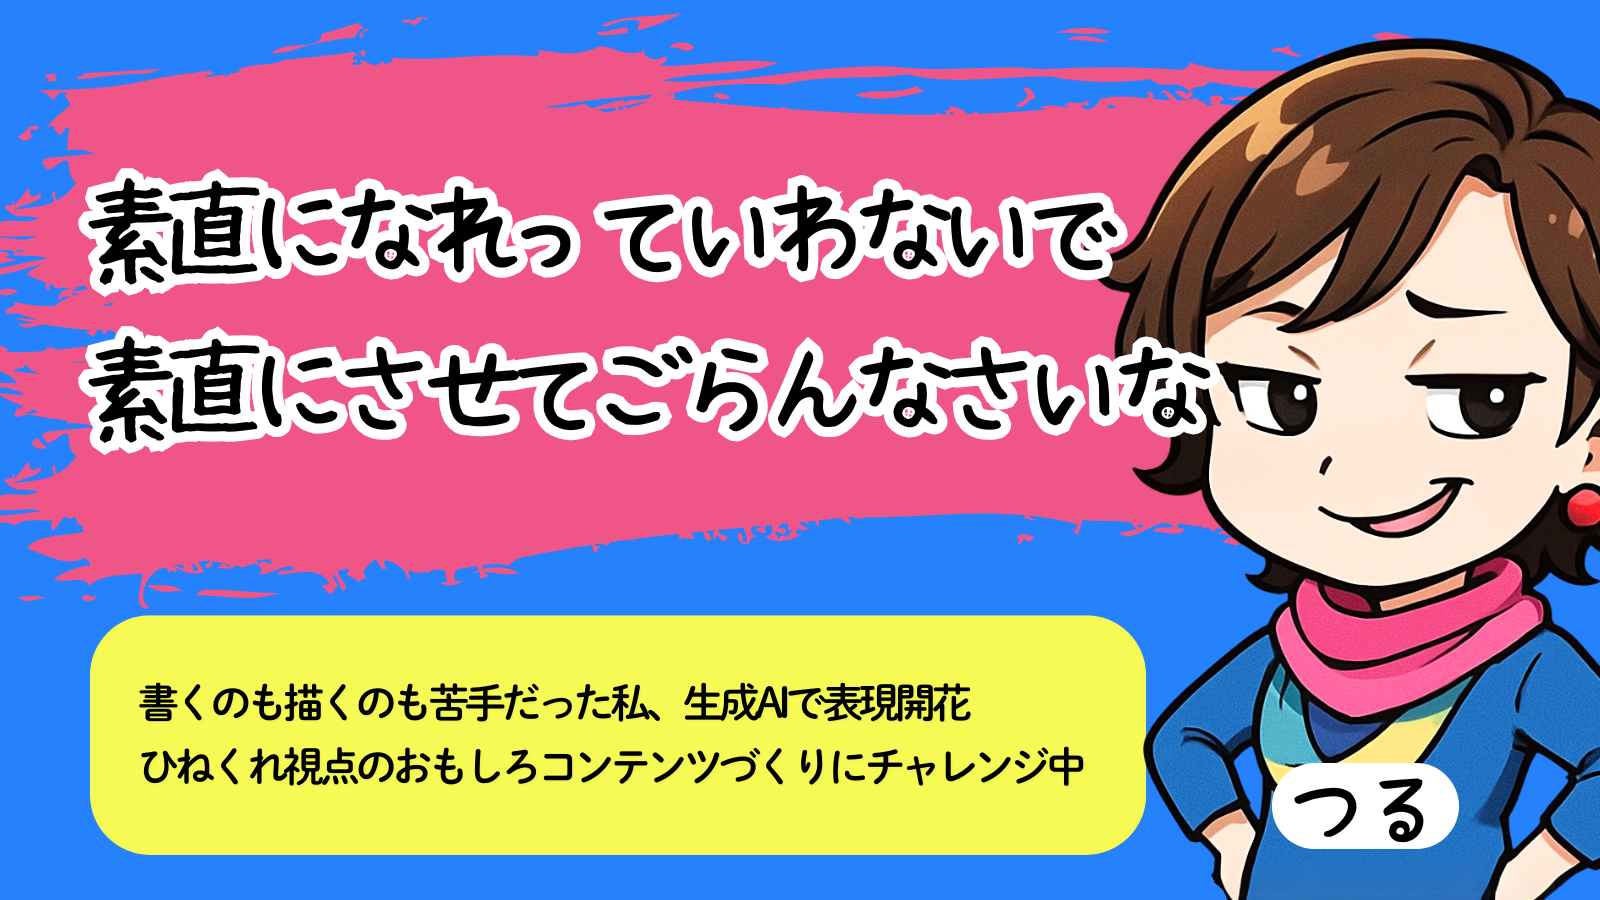 素直になれっていわないで
素直にさせてごらんなさいな
書くのも描くのも苦手だった私、生成AIで表現開花
ひねくれ視点のおもしろコンテンツづくりにチャレンジ中
つる